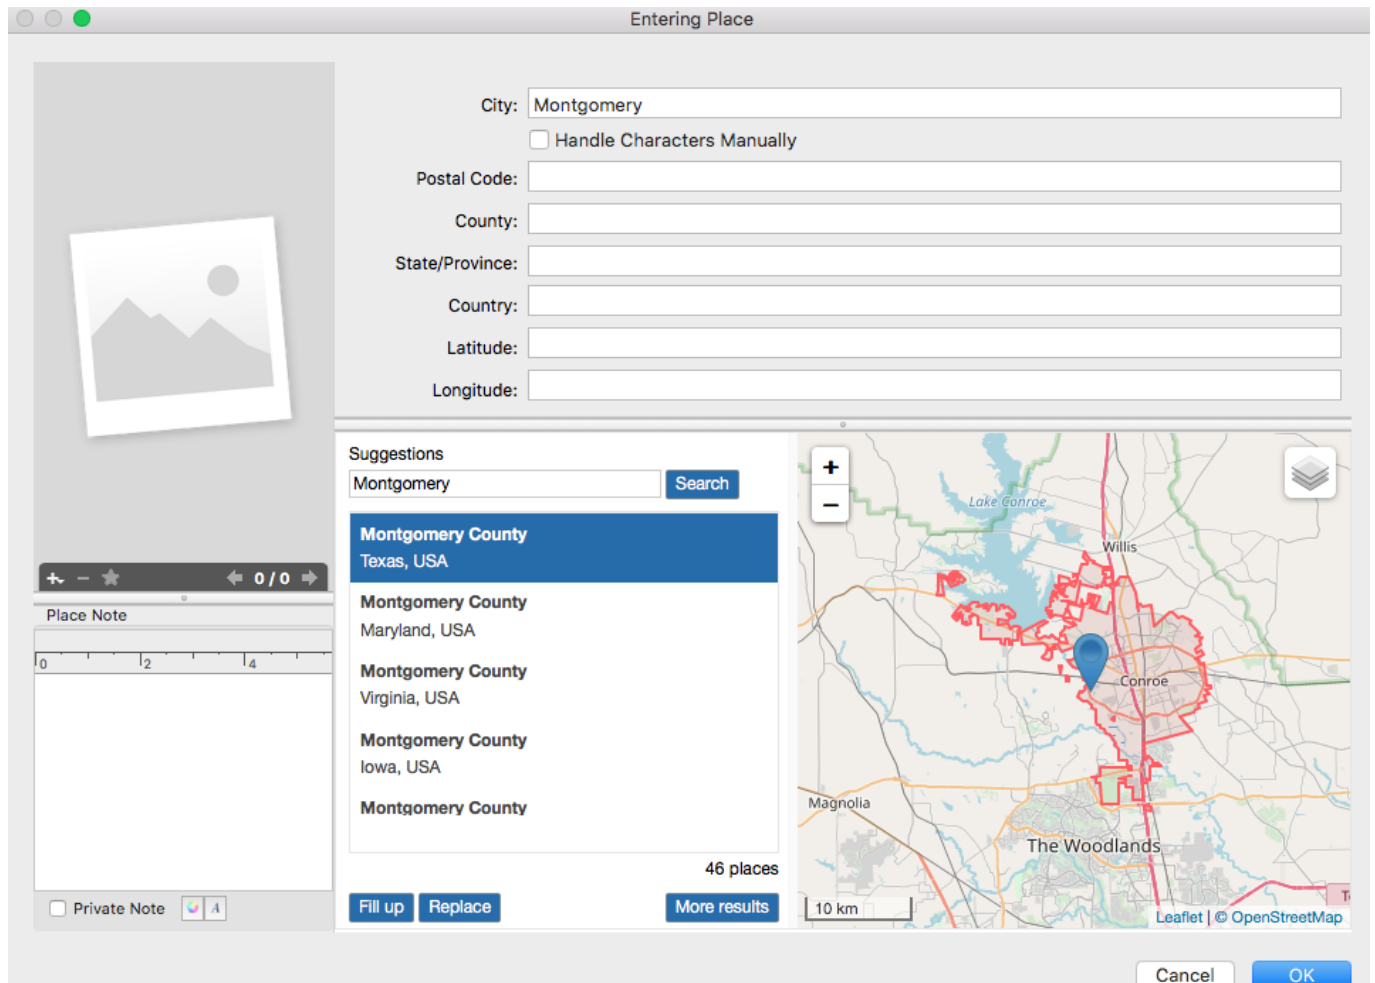 Entering Place
City: Montgomery
Handle Characters Manually
Postal Code:
County:
State/Province:
Country:
Latitude:
Longitude:
0/0
Place Note
0 2 4
Private Note A
Suggestions
Montgomery Search
Montgomery County
Texas, USA
Montgomery County
Maryland, USA
Montgomery County
Virginia, USA
Montgomery County
Iowa, USA
Montgomery County
46 places
Fill up Replace More results
+
−
Lake Conroe
Willis
Conroe
Magnolia
The Woodlands
10 km
Leaflet | © OpenStreetMap
Cancel OK